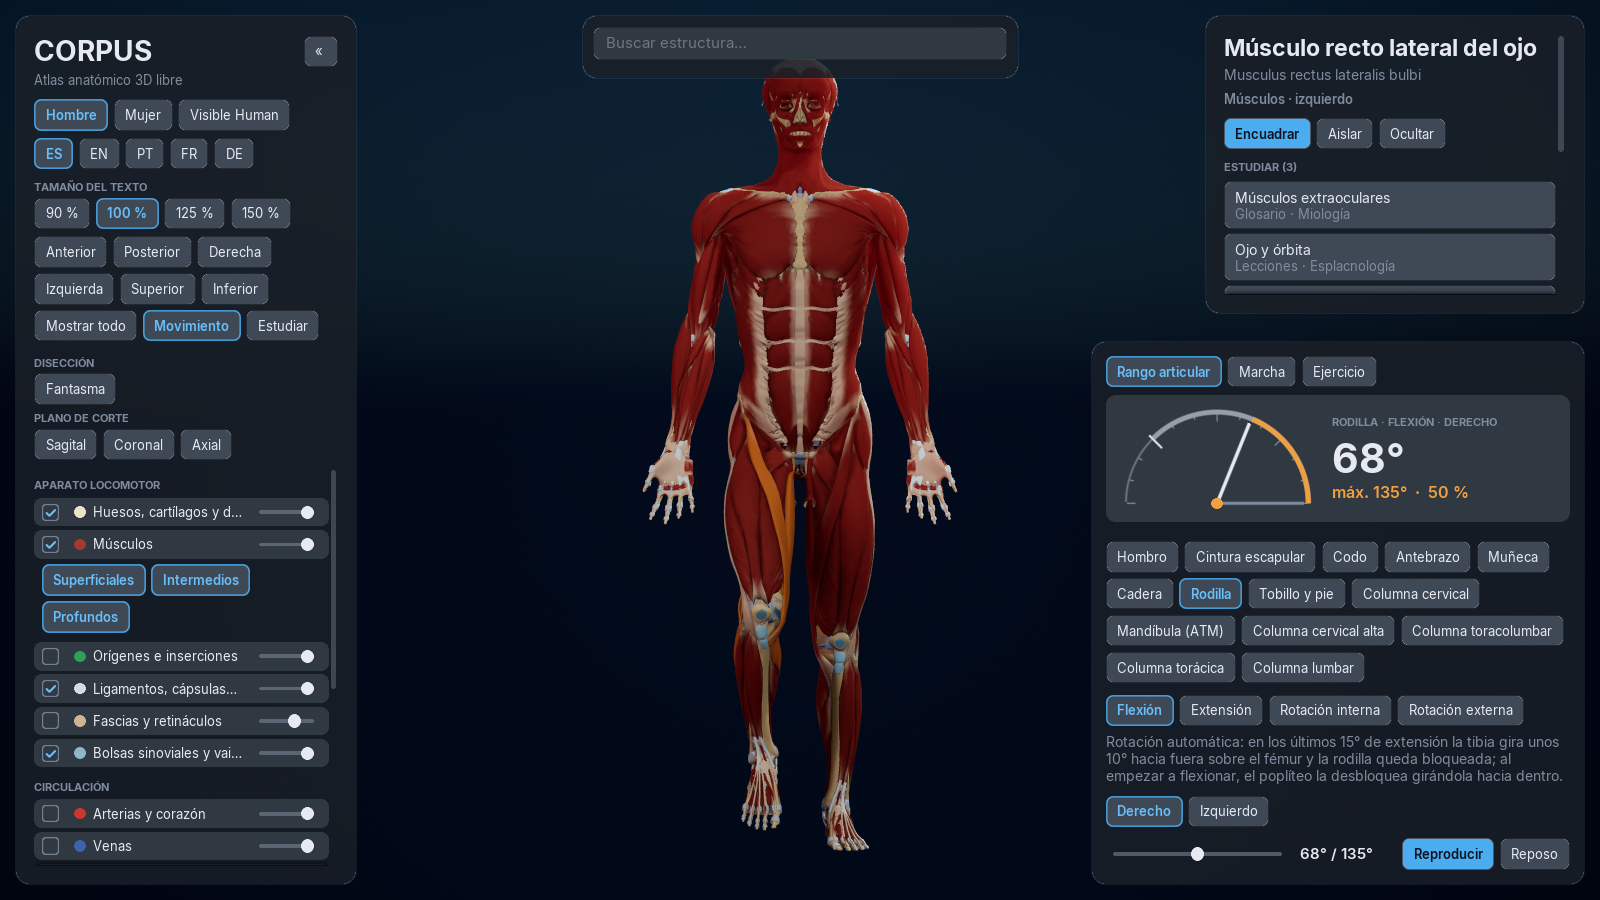 CORPUS
«
Atlas anatómico 3D libre
Hombre Mujer Visible Human
ES EN PT FR DE
TAMAÑO DEL TEXTO
90 % 100 % 125 % 150 %
Anterior Posterior Derecha
Izquierda Superior Inferior
Mostrar todo Movimiento Estudiar
DISECCIÓN
Fantasma
PLANO DE CORTE
Sagital Coronal Axial
APARATO LOCOMOTOR
Huesos, cartílagos y d...
Músculos
Superficiales Intermedios
Profundos
Orígenes e inserciones
Ligamentos, cápsulas...
Fascias y retináculos
Bolsas sinoviales y vai...
CIRCULACIÓN
Arterias y corazón
Venas
Buscar estructura...
Músculo recto lateral del ojo
Musculus rectus lateralis bulbi
Músculos · izquierdo
Encuadrar Aislar Ocultar
ESTUDIAR (3)
Músculos extraoculares
Glosario · Miología
Ojo y órbita
Lecciones · Esplacnología
Rango articular Marcha Ejercicio
RODILLA · FLEXIÓN · DERECHO
68°
máx. 135° · 50 %
Hombro Cintura escapular Codo Antebrazo Muñeca
Cadera Rodilla Tobillo y pie Columna cervical
Mandíbula (ATM) Columna cervical alta Columna toracolumbar
Columna torácica Columna lumbar
Flexión Extensión Rotación interna Rotación externa
Rotación automática: en los últimos 15° de extensión la tibia gira unos
10° hacia fuera sobre el fémur y la rodilla queda bloqueada; al
empezar a flexionar, el poplíteo la desbloquea girándola hacia dentro.
Derecho Izquierdo
68° / 135° Reproducir Reposo